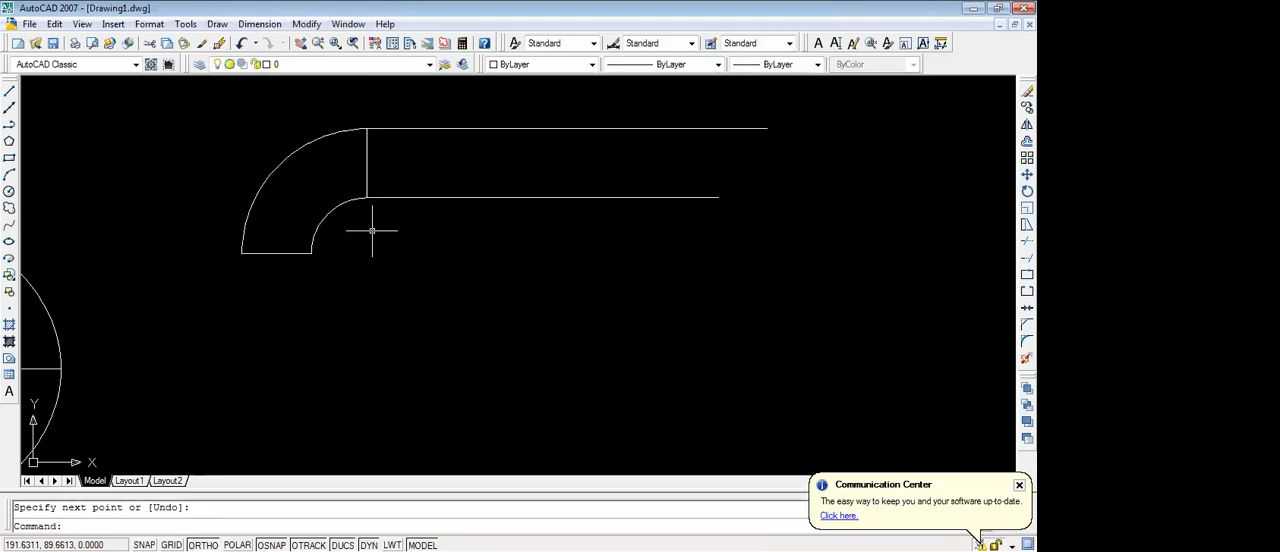 AutoCAD 2007 - [Drawing1.dwg]
File Edit View Insert Format Tools Draw Dimension Modify Window Help
Standard Standard Standard
AutoCAD Classic 0 ByLayer ByLayer ByLayer ByColor
A
Y
X
Model Layout1 Layout2
Communication Center
The easy way to keep you and your software up-to-date.
Click here.
Specify next point or [Undo]:
Command:
191.6311, 89.6613, 0.0000 SNAP GRID ORTHO POLAR OSNAP OTRACK DUCS DYN LWT MODEL